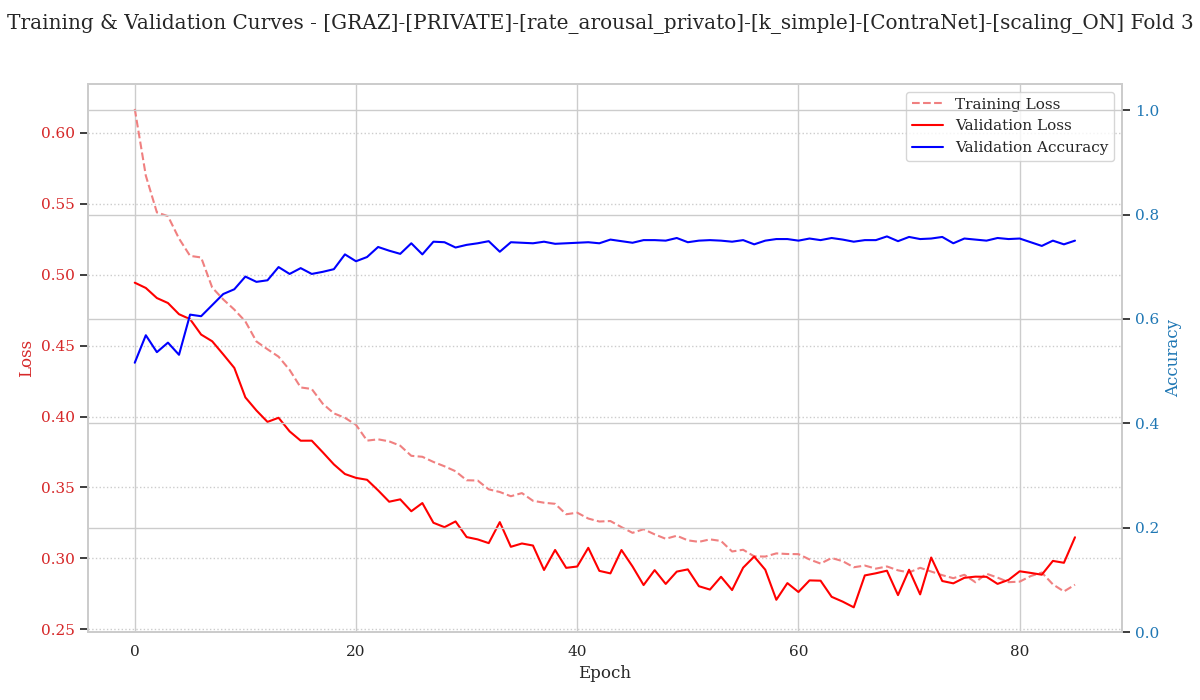 Training & Validation Curves - [GRAZ]-[PRIVATE]-[rate_arousal_privato]-[k_simple]-[ContraNet]-[scaling_ON] Fold 3
Training Loss
Validation Loss
Validation Accuracy
0.60
0.55
0.50
0.45
0.40
0.35
0.30
0.25
Loss
1.0
0.8
0.6
0.4
0.2
0.0
Accuracy
0
20
40
60
80
Epoch